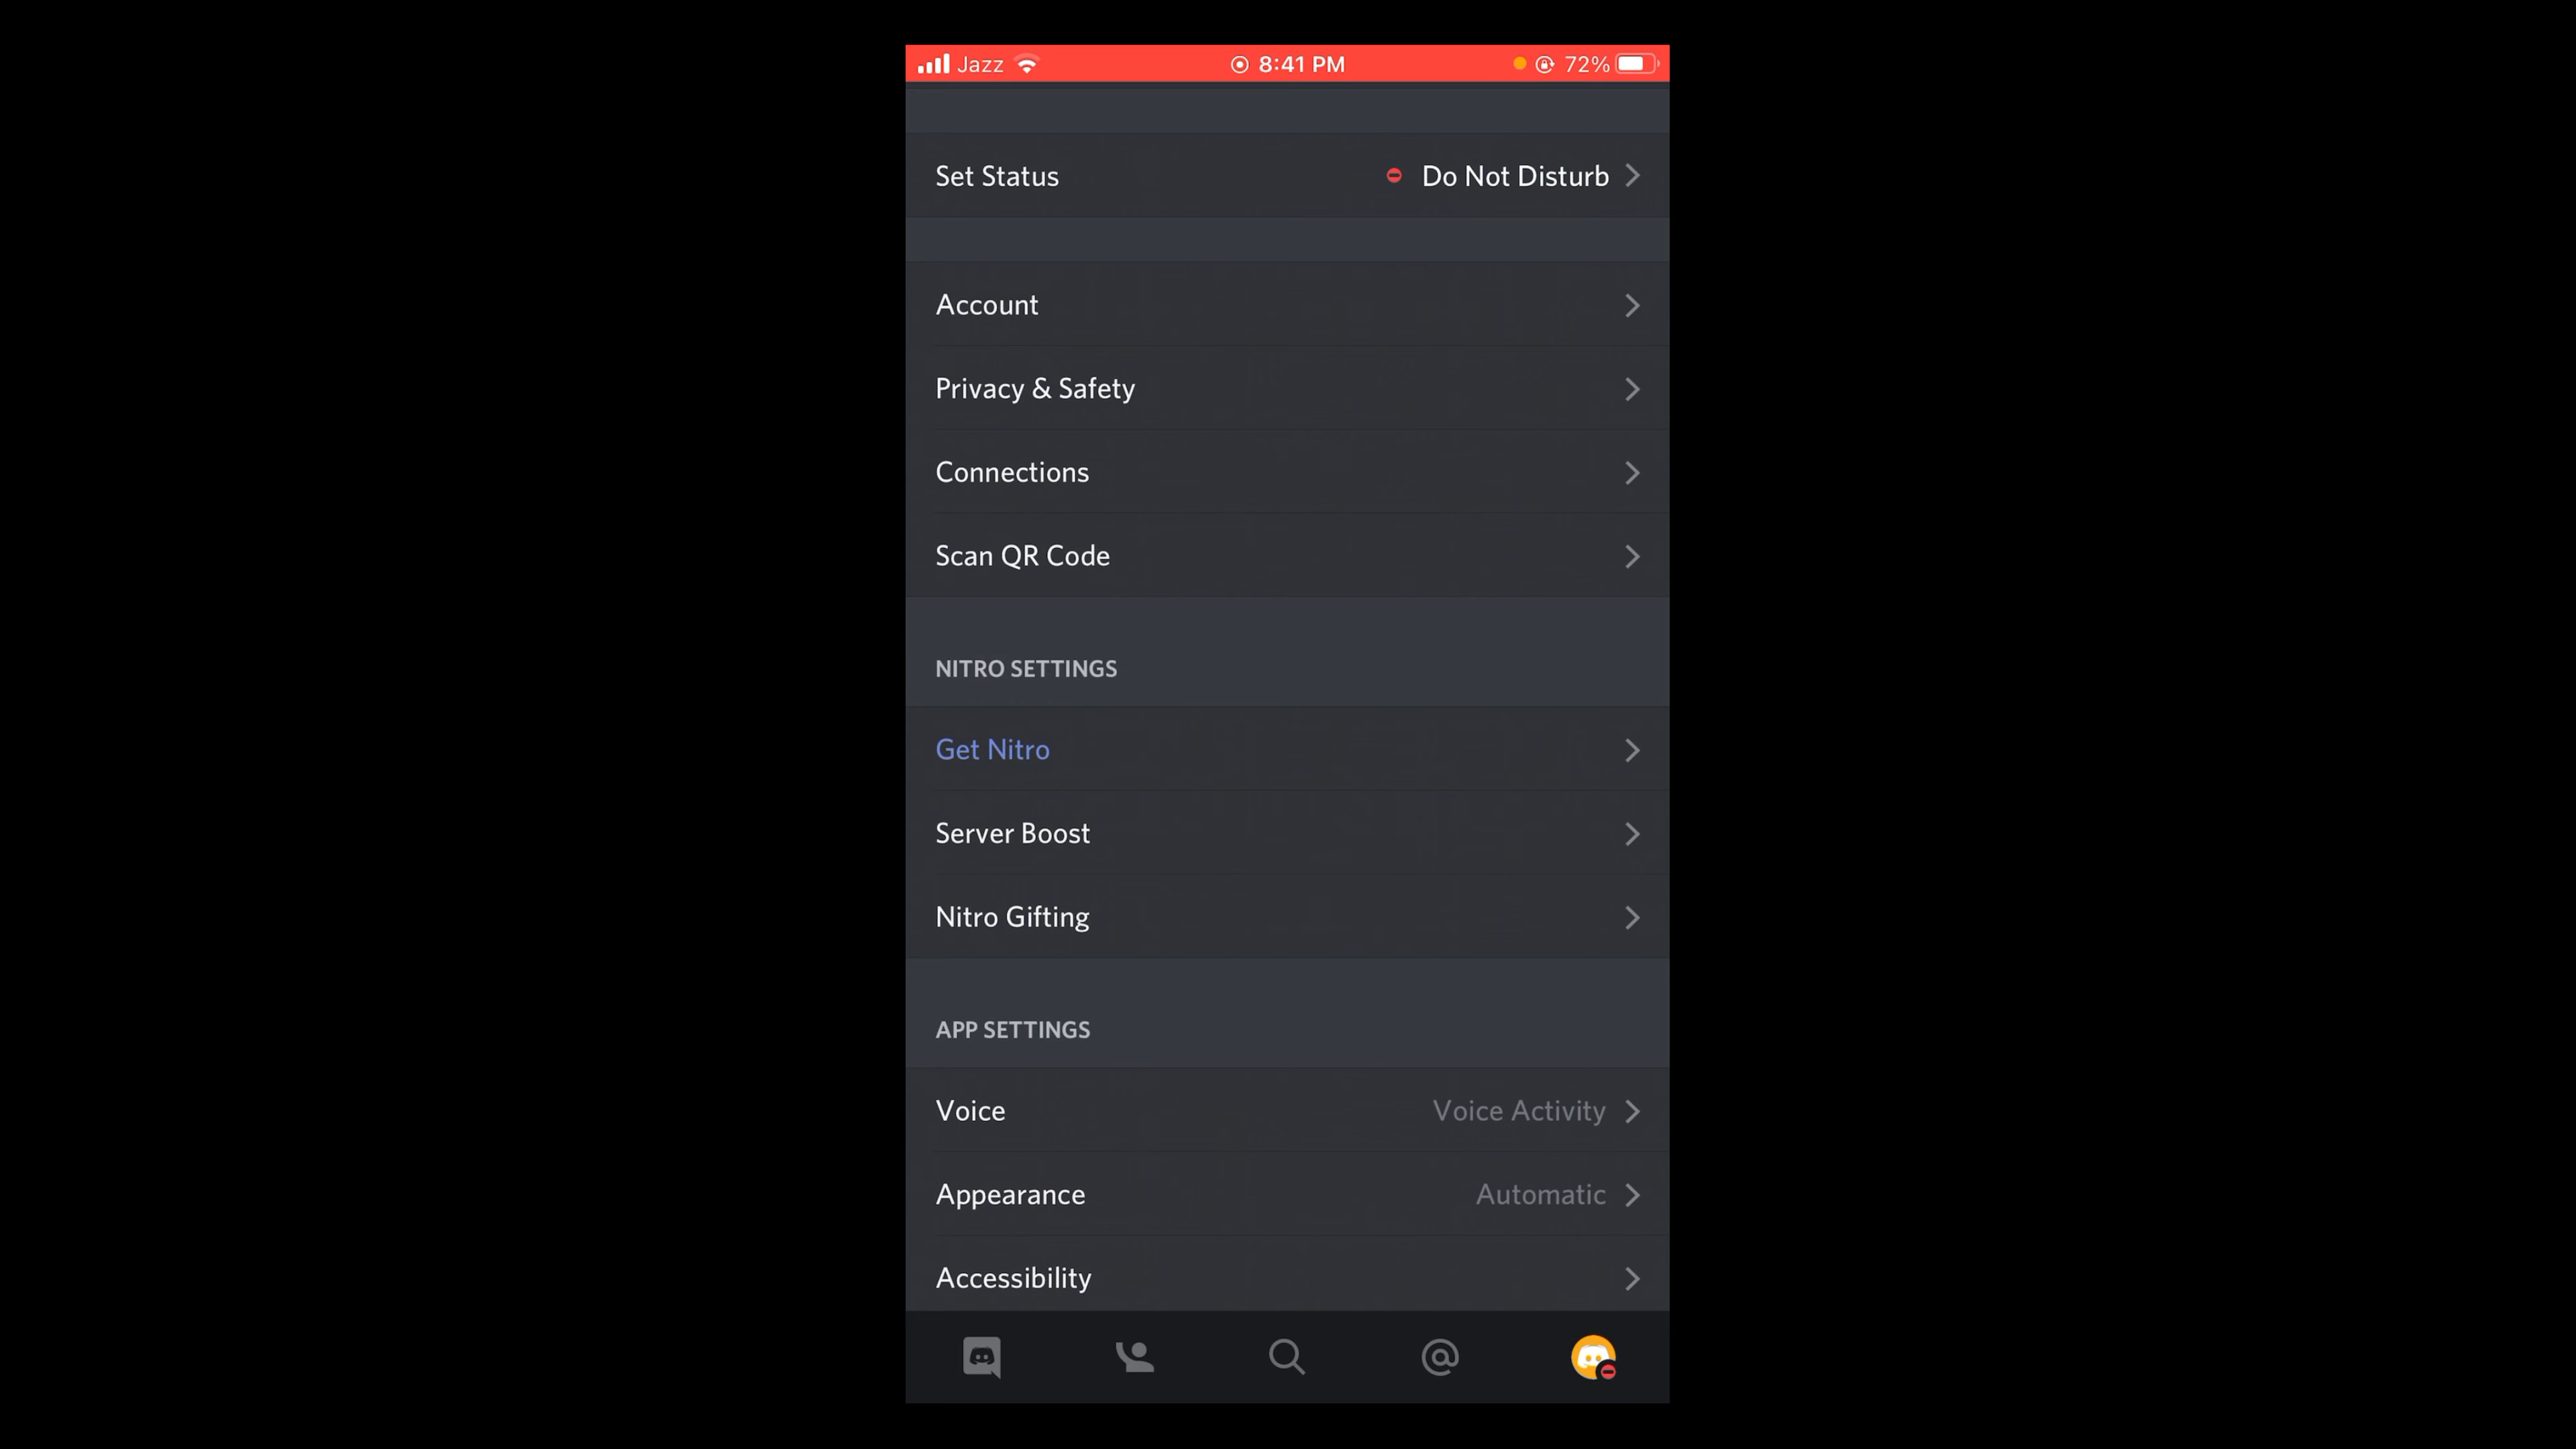 Jazz 8:41 PM 72%
Set Status Do Not Disturb
Account
Privacy & Safety
Connections
Scan QR Code
NITRO SETTINGS
Get Nitro
Server Boost
Nitro Gifting
APP SETTINGS
Voice Voice Activity
Appearance Automatic
Accessibility